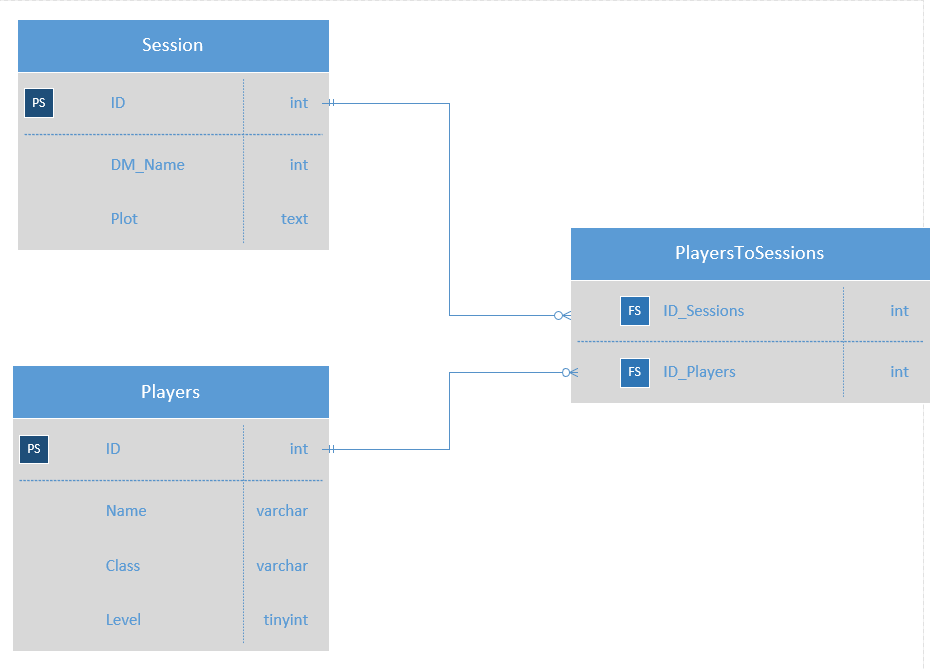 Session
PS ID int
DM_Name int
Plot text
PlayersToSessions
FS ID_Sessions int
FS ID_Players int
Players
PS ID int
Name varchar
Class varchar
Level tinyint